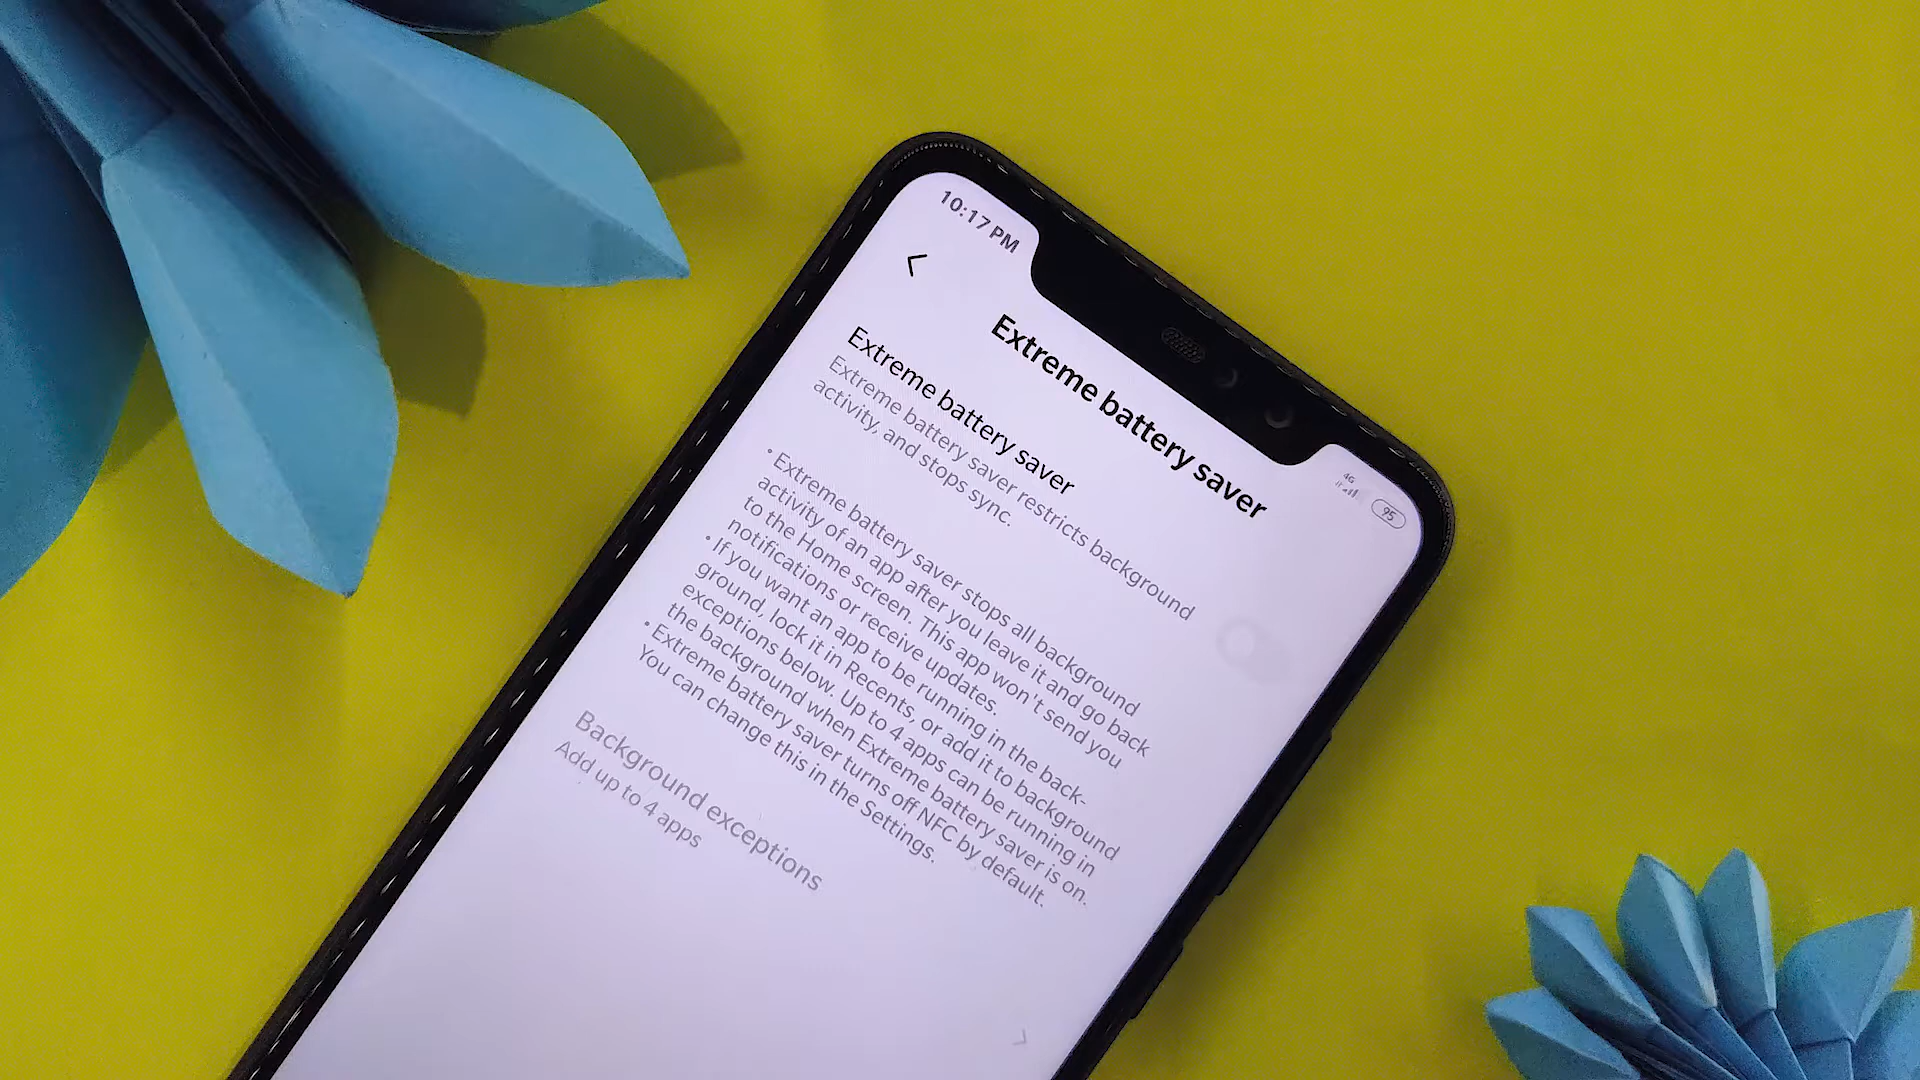 10:17 PM
4G
95
Extreme battery saver
Extreme battery saver
Extreme battery saver restricts background
activity, and stops sync.
• Extreme battery saver stops all background
activity of an app after you leave it and go back
to the Home screen. This app won't send you
notifications or receive updates.
• If you want an app to be running in the back-
ground, lock it in Recents, or add it to background
exceptions below. Up to 4 apps can be running in
the background when Extreme battery saver is on.
• Extreme battery saver turns off NFC by default.
You can change this in the Settings.
Background exceptions
Add up to 4 apps